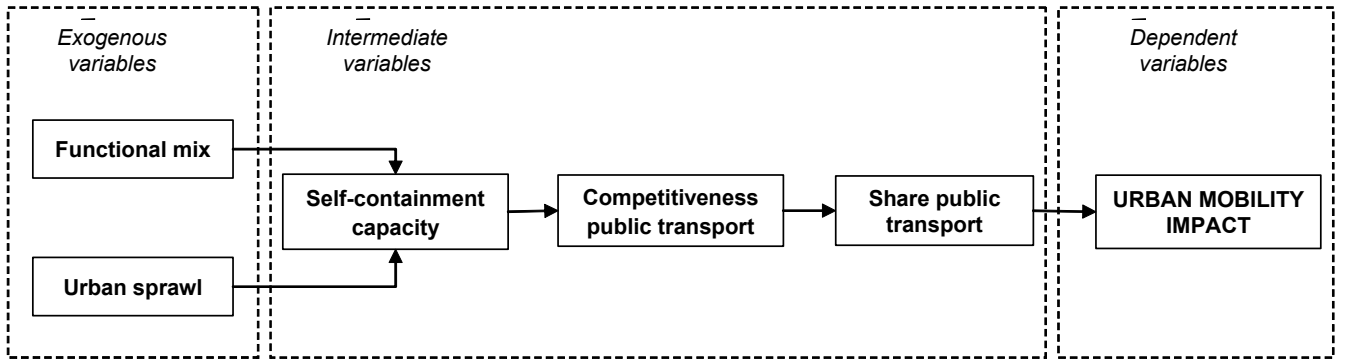 Exogenous
variables
Intermediate
variables
Dependent
variables
Functional mix
Self-containment
capacity
Competitiveness
public transport
Share public
transport
URBAN MOBILITY
IMPACT
Urban sprawl